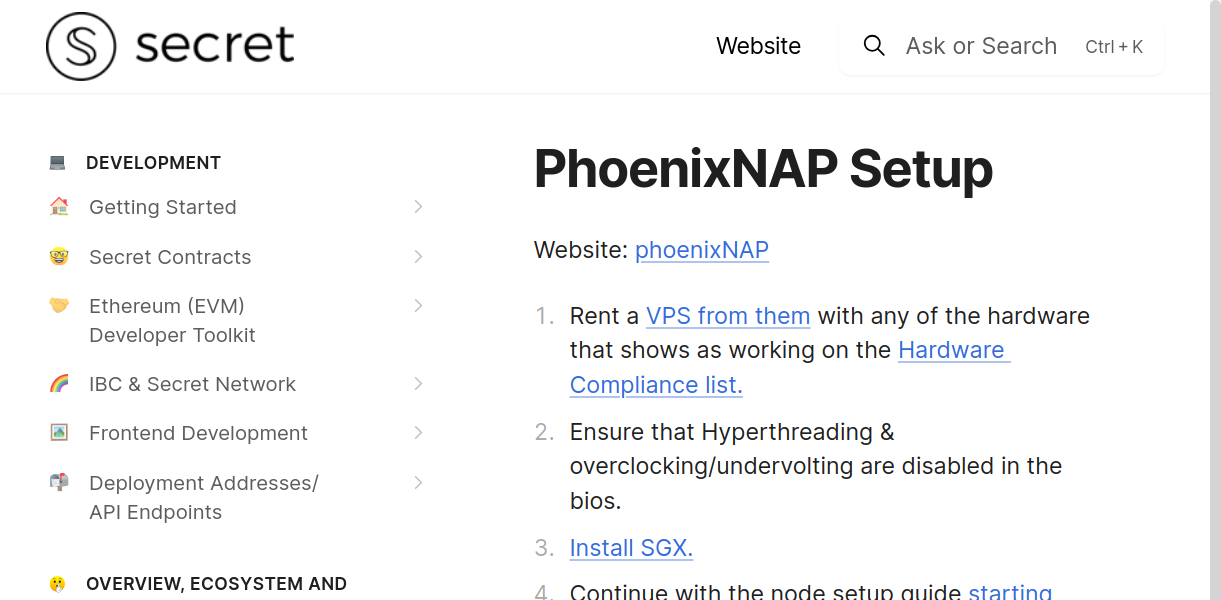 secret
Website
Ask or Search
Ctrl + K
DEVELOPMENT
Getting Started
Secret Contracts
Ethereum (EVM)
Developer Toolkit
IBC & Secret Network
Frontend Development
Deployment Addresses/
API Endpoints
OVERVIEW, ECOSYSTEM AND
PhoenixNAP Setup
Website: phoenixNAP
1. Rent a VPS from them with any of the hardware
that shows as working on the Hardware
Compliance list.
2. Ensure that Hyperthreading &
overclocking/undervolting are disabled in the
bios.
3. Install SGX.
4. Continue with the node setup guide starting